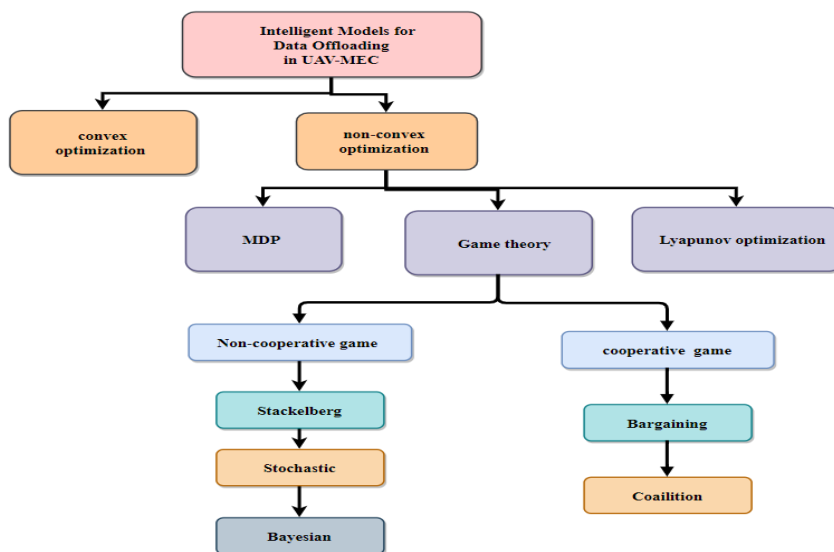 Intelligent Models for
Data Offloading
in UAV-MEC
convex
optimization
non-convex
optimization
MDP
Game theory
Lyapunov optimization
Non-cooperative game
cooperative game
Stackelberg
Bargaining
Stochastic
Coailition
Bayesian